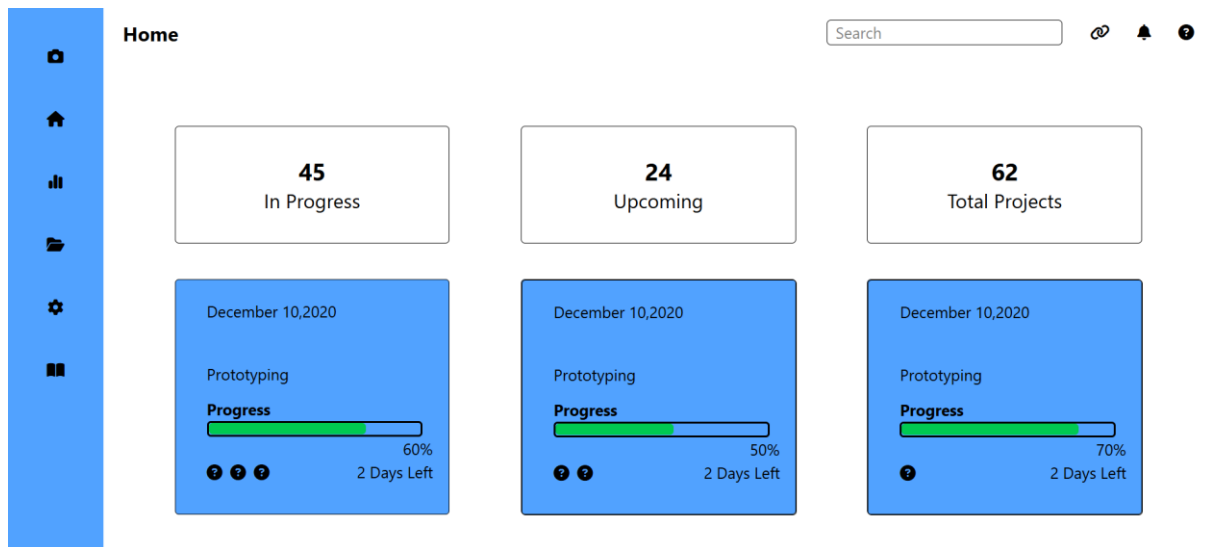 Home
Search
45
In Progress
24
Upcoming
62
Total Projects
December 10,2020
Prototyping
Progress
60%
2 Days Left
December 10,2020
Prototyping
Progress
50%
2 Days Left
December 10,2020
Prototyping
Progress
70%
2 Days Left